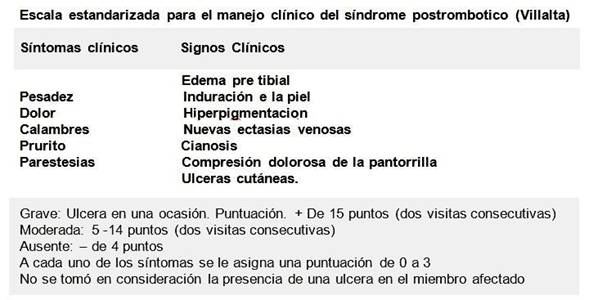 Escala estandarizada para el manejo clínico del síndrome postrombotico (Villalta)
Síntomas clínicos Signos Clínicos
Edema pre tibial
Pesadez Induración e la piel
Dolor Hiperpigmentacion
Calambres Nuevas ectasias venosas
Prurito Cianosis
Parestesias Compresión dolorosa de la pantorrilla
Ulceras cutáneas.
Grave: Ulcera en una ocasión. Puntuación. + De 15 puntos (dos visitas consecutivas)
Moderada: 5 -14 puntos (dos visitas consecutivas)
Ausente: – de 4 puntos
A cada uno de los síntomas se le asigna una puntuación de 0 a 3
No se tomó en consideración la presencia de una ulcera en el miembro afectado